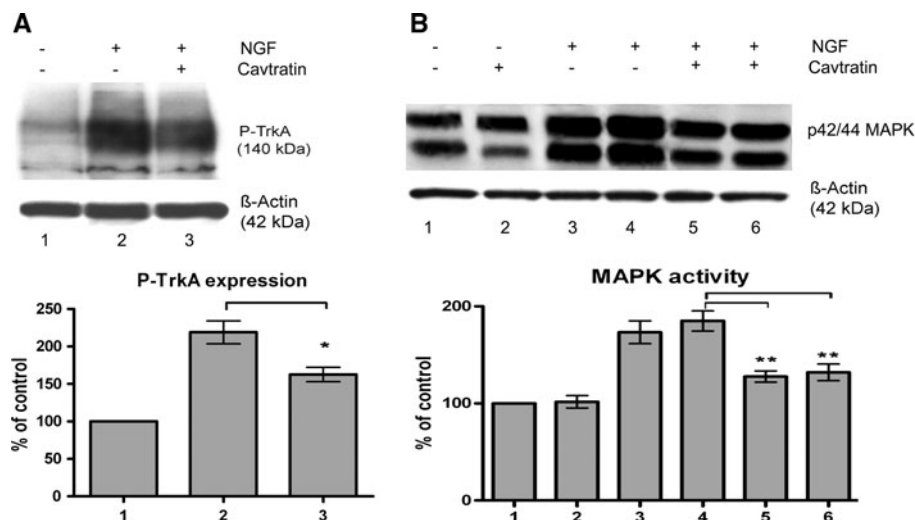 A
- + + NGF
- - + Cavtratin
P-TrkA
(140 kDa)
ß-Actin
(42 kDa)
1 2 3
P-TrkA expression
% of control
250
200
150
100
50
0
*
1 2 3
B
- - + + + + NGF
- + - - + + Cavtratin
p42/44 MAPK
ß-Actin
(42 kDa)
1 2 3 4 5 6
MAPK activity
% of control
200
100
0
** **
1 2 3 4 5 6